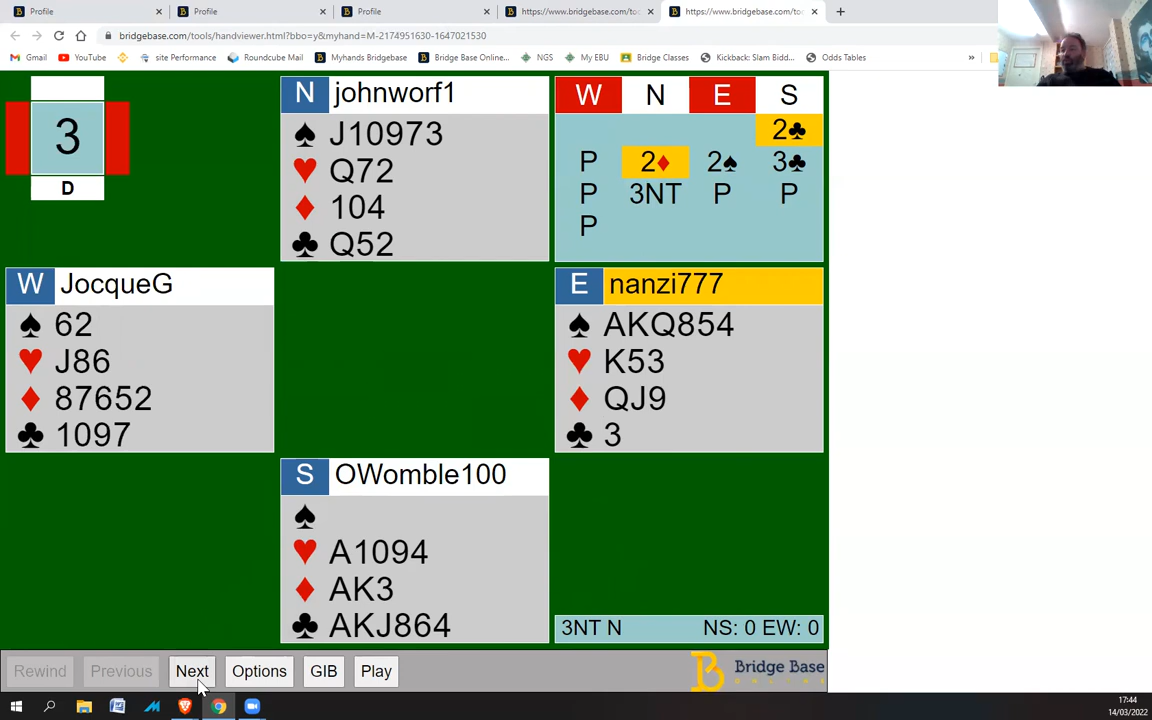 Profile Profile Profile https://www.bridgebase.com/too https://www.bridgebase.com/too
bridgebase.com/tools/handviewer.html?bbo=y&myhand=M-2174951630-1647021530
Gmail YouTube site Performance Roundcube Mail Myhands Bridgebase Bridge Base Online... NGS My EBU Bridge Classes Kickback: Slam Bidd... Odds Tables »
3
D
N johnworf1
♠ J10973
♥ Q72
♦ 104
♣ Q52
W N E S
2♣
P 2♦ 2♠ 3♣
P 3NT P P
P
W JocqueG
♠ 62
♥ J86
♦ 87652
♣ 1097
E nanzi777
♠ AKQ854
♥ K53
♦ QJ9
♣ 3
S OWomble100
♠
♥ A1094
♦ AK3
♣ AKJ864
3NT N NS: 0 EW: 0
Rewind Previous Next Options GIB Play
Bridge Base
ONLINE
17:44
14/03/2022